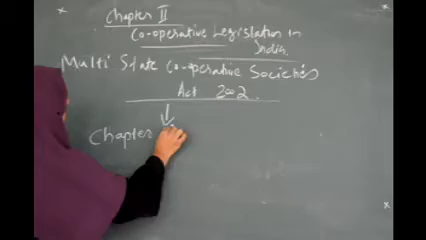 Chapter II
Co-operative Legislation in
India.
Multi State Co-operative Societies
Act 2002.
Chapter